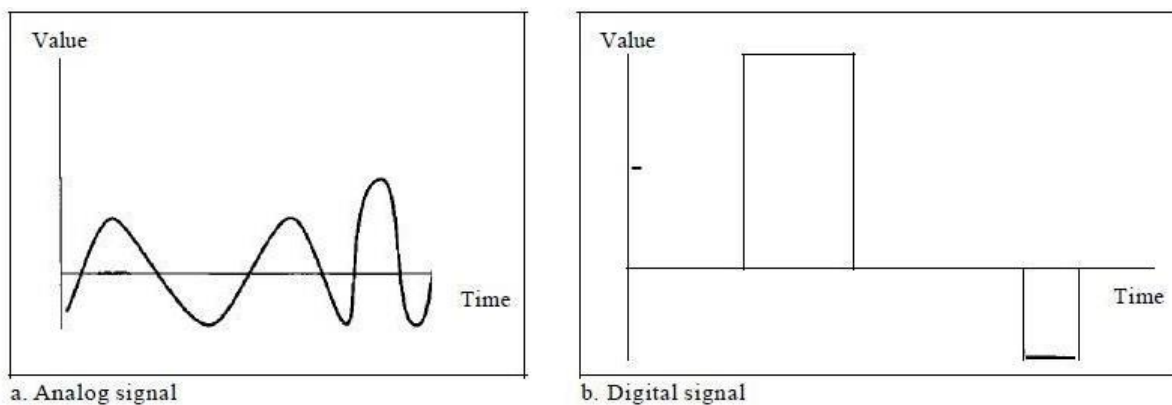 Value
Time
a. Analog signal
Value
Time
b. Digital signal